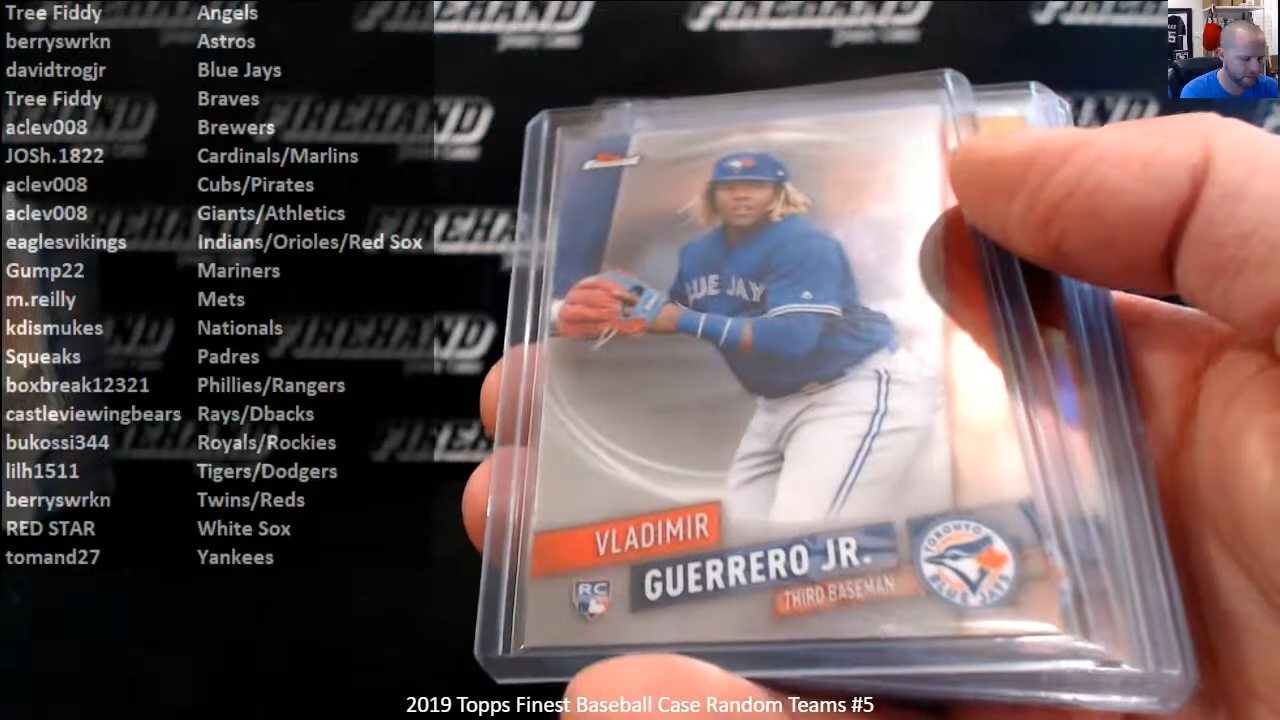 Tree Fiddy Angels
berryswrkn Astros
davidtrogjr Blue Jays
Tree Fiddy Braves
aclev008 Brewers
JOSh.1822 Cardinals/Marlins
aclev008 Cubs/Pirates
aclev008 Giants/Athletics
eaglesvikings Indians/Orioles/Red Sox
Gump22 Mariners
m.reilly Mets
kdismukes Nationals
Squeaks Padres
boxbreak12321 Phillies/Rangers
castleviewingbears Rays/Dbacks
bukossi344 Royals/Rockies
lilh1511 Tigers/Dodgers
berryswrkn Twins/Reds
RED STAR White Sox
tomand27 Yankees
FIREHAND
BLUE JAY
VLADIMIR
GUERRERO JR.
THIRD BASEMAN
RC
TORONTO
BLUE JAYS
2019 Topps Finest Baseball Case Random Teams #5